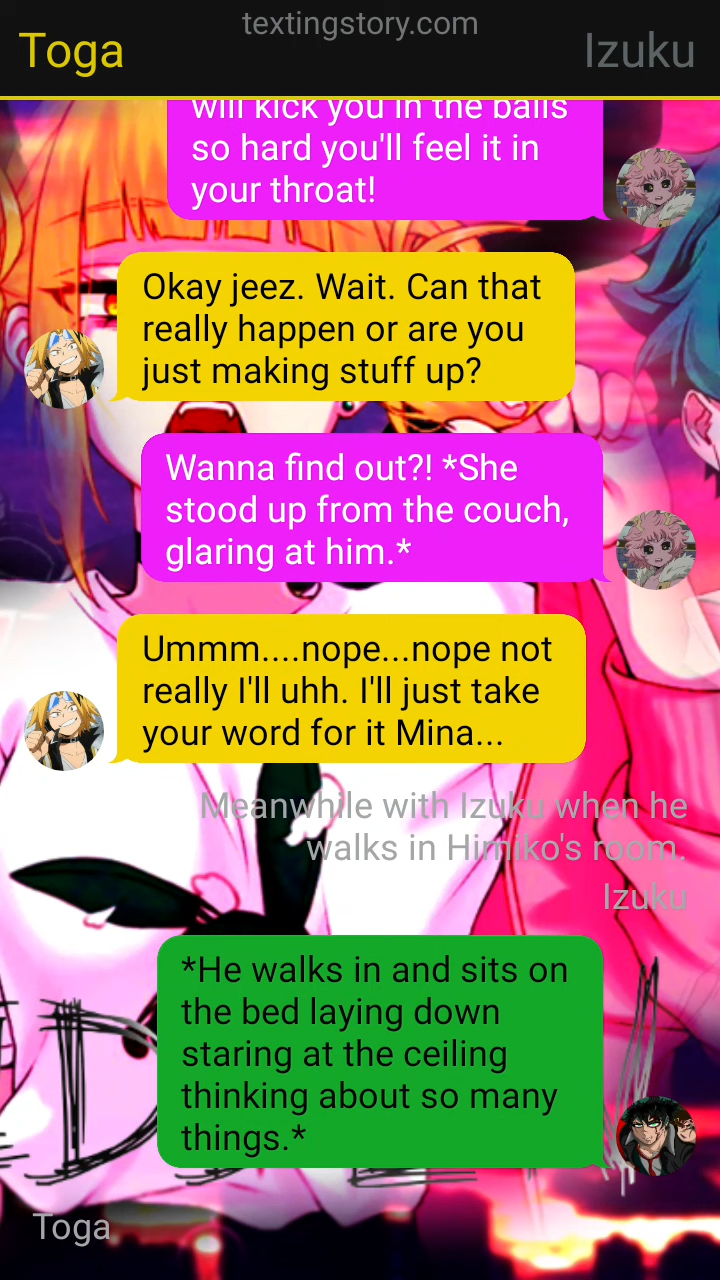 textingstory.com
Toga
Izuku
will kick you in the balls
so hard you'll feel it in
your throat!
Okay jeez. Wait. Can that
really happen or are you
just making stuff up?
Wanna find out?! *She
stood up from the couch,
glaring at him.*
Ummm....nope...nope not
really I'll uhh. I'll just take
your word for it Mina...
Meanwhile with Izuku when he
walks in Himiko's room.
Izuku
*He walks in and sits on
the bed laying down
staring at the ceiling
thinking about so many
things.*
Toga